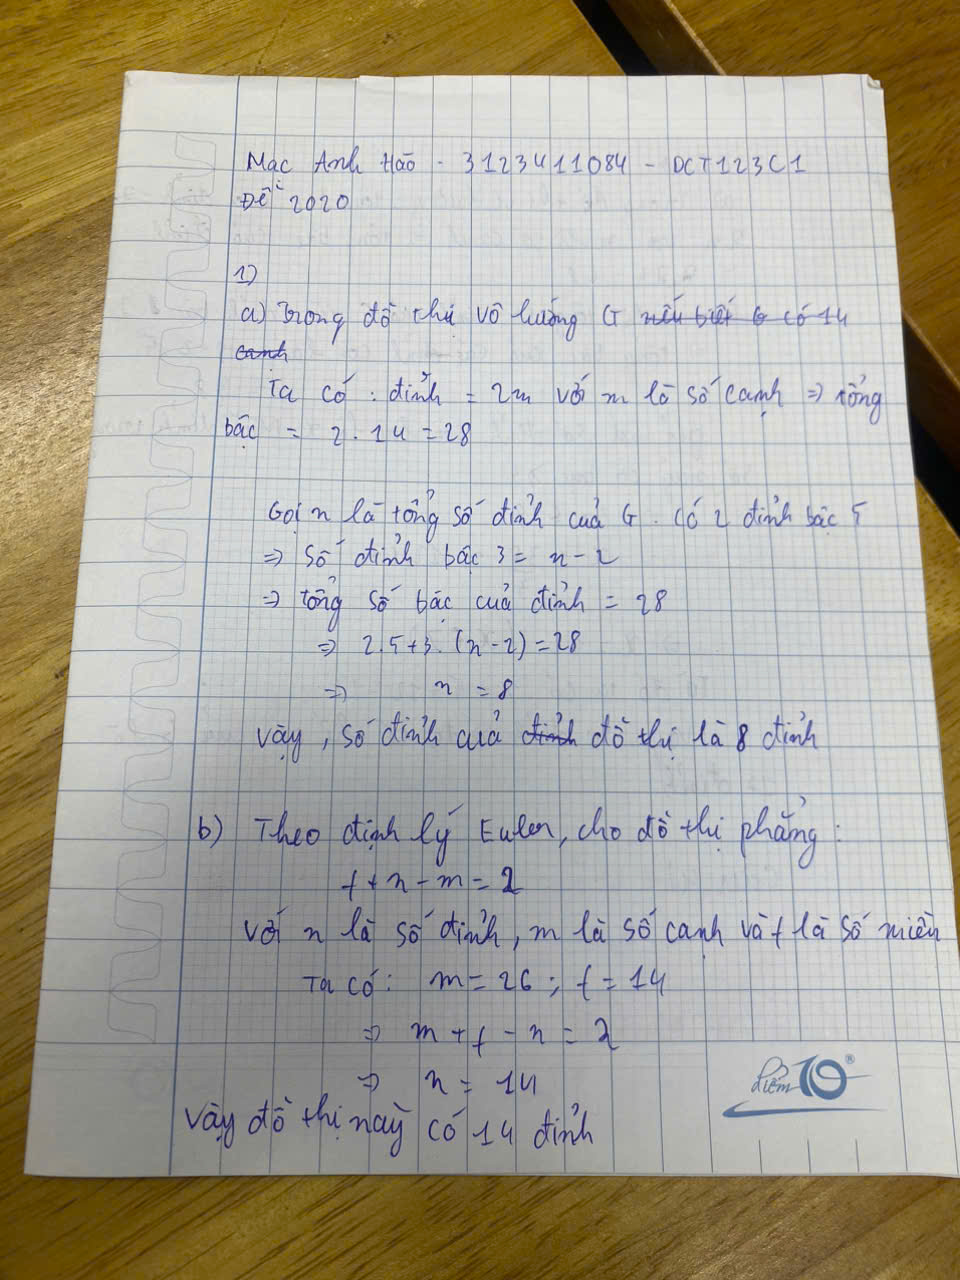 Mạc Anh Hào - 3123411084 - DCT123C1
Đề 2020
1)
a) Trong đồ thị vô hướng G nếu biết G có 14
cạnh
Ta có : đỉnh = 2m với m là số cạnh => tổng
bậc = 2.14 = 28
Gọi n là tổng số đỉnh của G. Có 2 đỉnh bậc 5
=> Số đỉnh bậc 3 = n - 2
=> tổng số bậc của đỉnh = 28
=> 2.5+3.(n-2)=28
=> n = 8
Vậy, số đỉnh của đỉnh đồ thị là 8 đỉnh
b) Theo định lý Euler, cho đồ thị phẳng:
f+n-m=2
Với n là số đỉnh, m là số cạnh và f là số miền
Ta có: m = 26 ; f = 14
=> m + f - n = 2
=> n = 14
Vậy đồ thị này có 14 đỉnh
điểm 10®